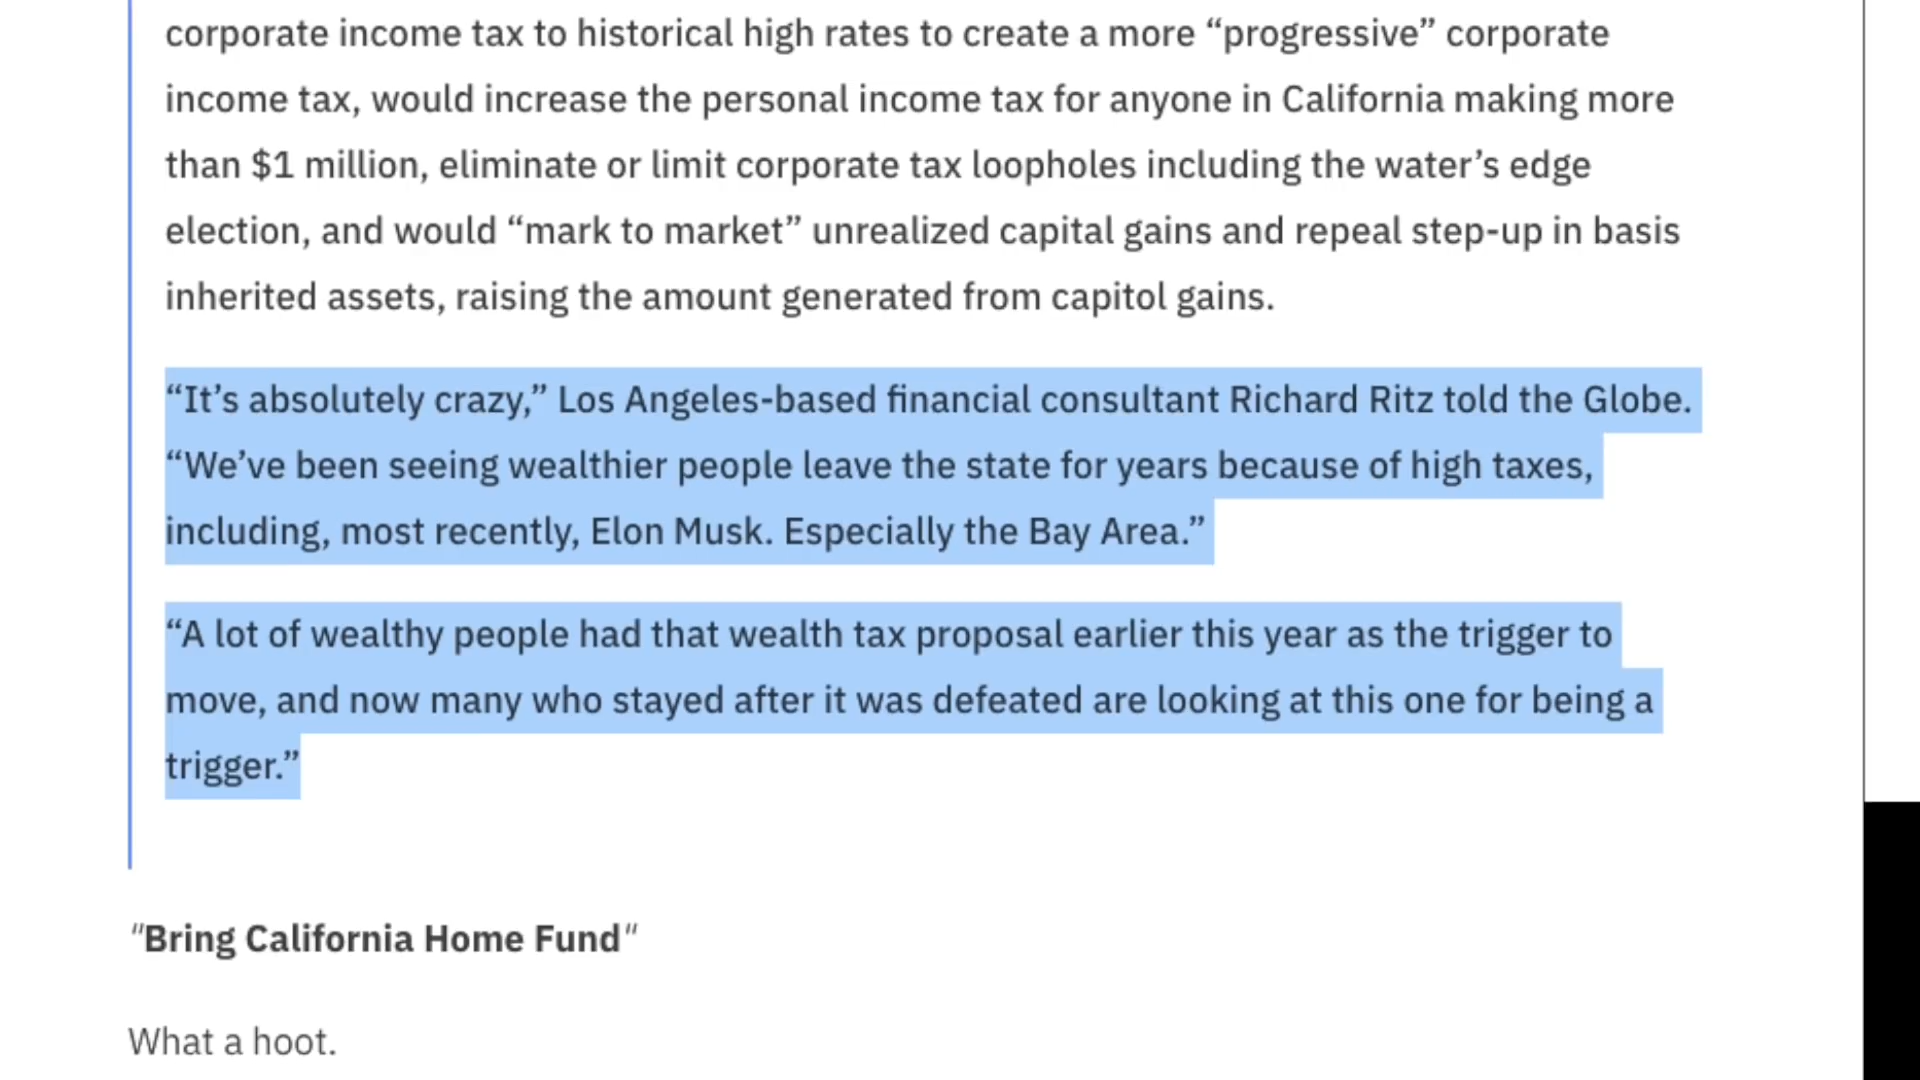 corporate income tax to historical high rates to create a more “progressive” corporate
income tax, would increase the personal income tax for anyone in California making more
than $1 million, eliminate or limit corporate tax loopholes including the water’s edge
election, and would “mark to market” unrealized capital gains and repeal step-up in basis
inherited assets, raising the amount generated from capitol gains.
“It’s absolutely crazy,” Los Angeles-based financial consultant Richard Ritz told the Globe.
“We’ve been seeing wealthier people leave the state for years because of high taxes,
including, most recently, Elon Musk. Especially the Bay Area.”
“A lot of wealthy people had that wealth tax proposal earlier this year as the trigger to
move, and now many who stayed after it was defeated are looking at this one for being a
trigger.”
"Bring California Home Fund"
What a hoot.